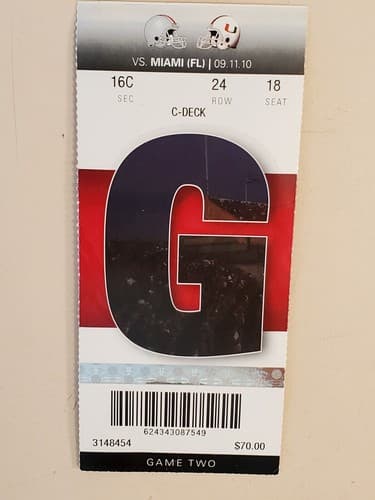 VS. MIAMI (FL) | 09.11.10
16C 24 18
SEC ROW SEAT
C-DECK
G
624343087549
3148454 $70.00
GAME TWO